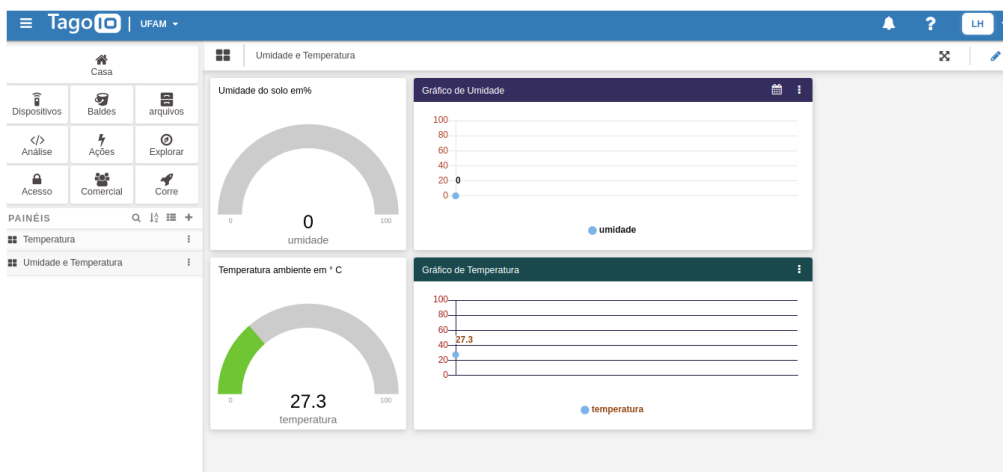 TagoIO | UFAM
? LH
Casa
Umidade e Temperatura
Dispositivos Baldes arquivos
</> Análise Ações Explorar
Acesso Comercial Corre
PAINÉIS
Temperatura
Umidade e Temperatura
Umidade do solo em%
0
umidade
0 100
Gráfico de Umidade
100
80
60
40
20
0
0
umidade
Temperatura ambiente em ° C
27.3
temperatura
0 100
Gráfico de Temperatura
100
80
60
40
20
0
27.3
temperatura